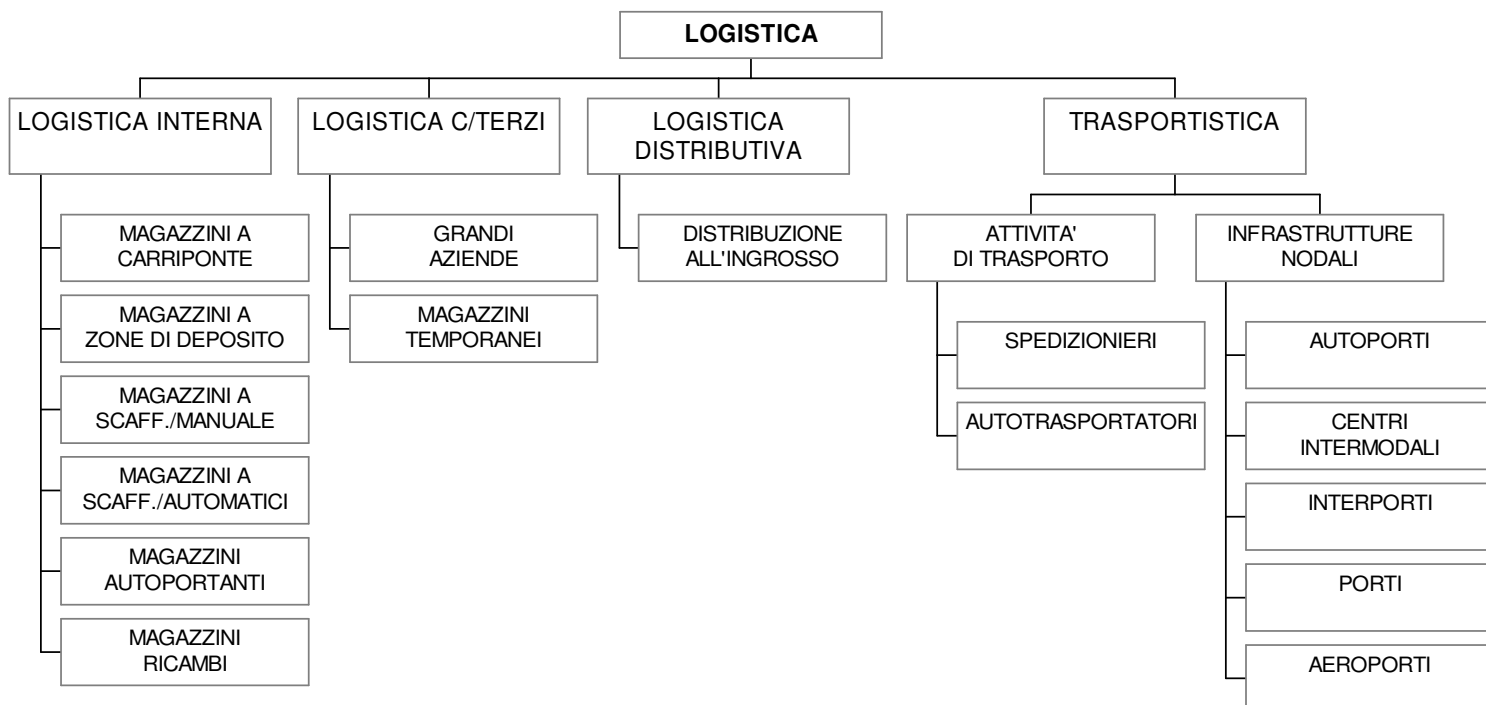 LOGISTICA
LOGISTICA INTERNA
MAGAZZINI A
CARRIPONTE
MAGAZZINI A
ZONE DI DEPOSITO
MAGAZZINI A
SCAFF./MANUALE
MAGAZZINI A
SCAFF./AUTOMATICI
MAGAZZINI
AUTOPORTANTI
MAGAZZINI
RICAMBI
LOGISTICA C/TERZI
GRANDI
AZIENDE
MAGAZZINI
TEMPORANEI
LOGISTICA
DISTRIBUTIVA
DISTRIBUZIONE
ALL'INGROSSO
TRASPORTISTICA
ATTIVITA'
DI TRASPORTO
SPEDIZIONIERI
AUTOTRASPORTATORI
INFRASTRUTTURE
NODALI
AUTOPORTI
CENTRI
INTERMODALI
INTERPORTI
PORTI
AEROPORTI